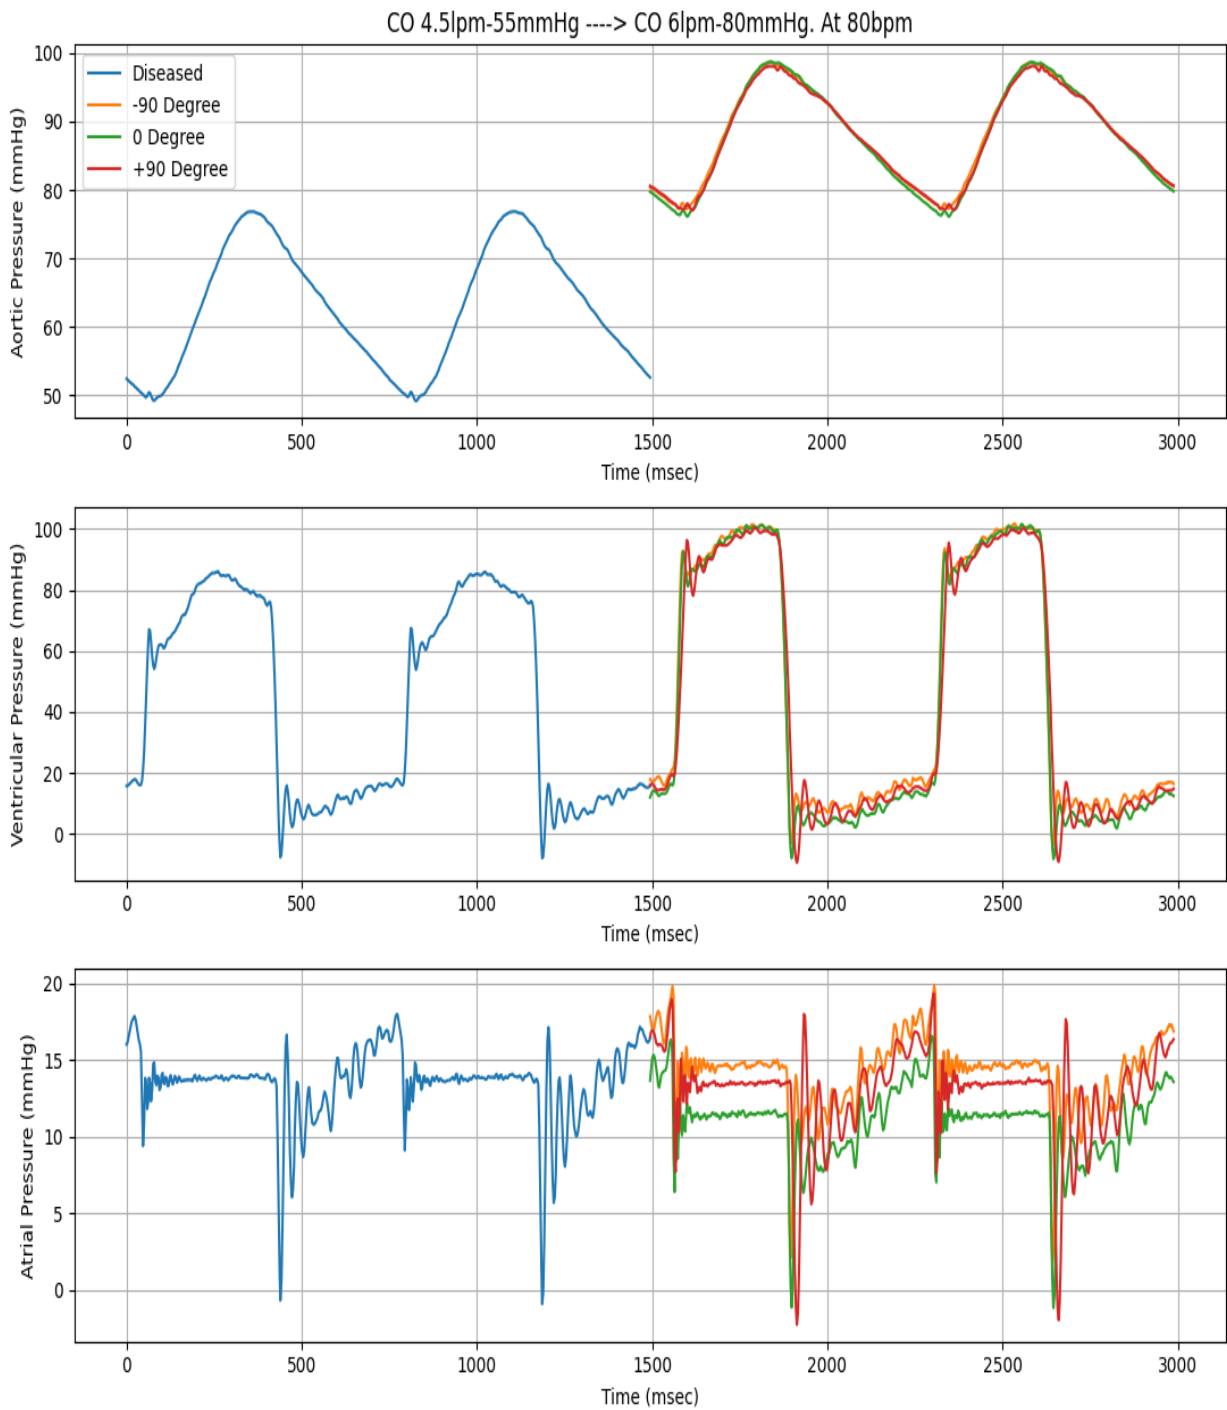 CO 4.5lpm-55mmHg ----> CO 6lpm-80mmHg. At 80bpm
Aortic Pressure (mmHg)
100
90
80
70
60
50
Diseased
-90 Degree
0 Degree
+90 Degree
0 500 1000 1500 2000 2500 3000
Time (msec)
Ventricular Pressure (mmHg)
100
80
60
40
20
0
0 500 1000 1500 2000 2500 3000
Time (msec)
Atrial Pressure (mmHg)
20
15
10
5
0
0 500 1000 1500 2000 2500 3000
Time (msec)